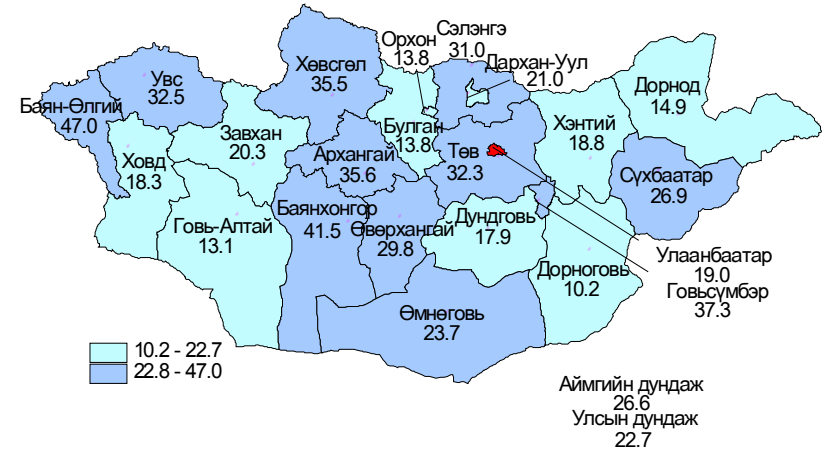 Орхон
13.8
Сэлэнгэ
31.0
Дархан-Уул
21.0
Хөвсгөл
35.5
Увс
32.5
Баян-Өлгий
47.0
Дорнод
14.9
Завхан
20.3
Булган
13.8
Хэнтий
18.8
Ховд
18.3
Архангай
35.6
Төв
32.3
Сүхбаатар
26.9
Говь-Алтай
13.1
Баянхонгор
41.5
Өвөрхангай
29.8
Дундговь
17.9
Дорноговь
10.2
Улаанбаатар
19.0
Говьсүмбэр
37.3
Өмнөговь
23.7
10.2 - 22.7
22.8 - 47.0
Аймгийн дундаж
26.6
Улсын дундаж
22.7